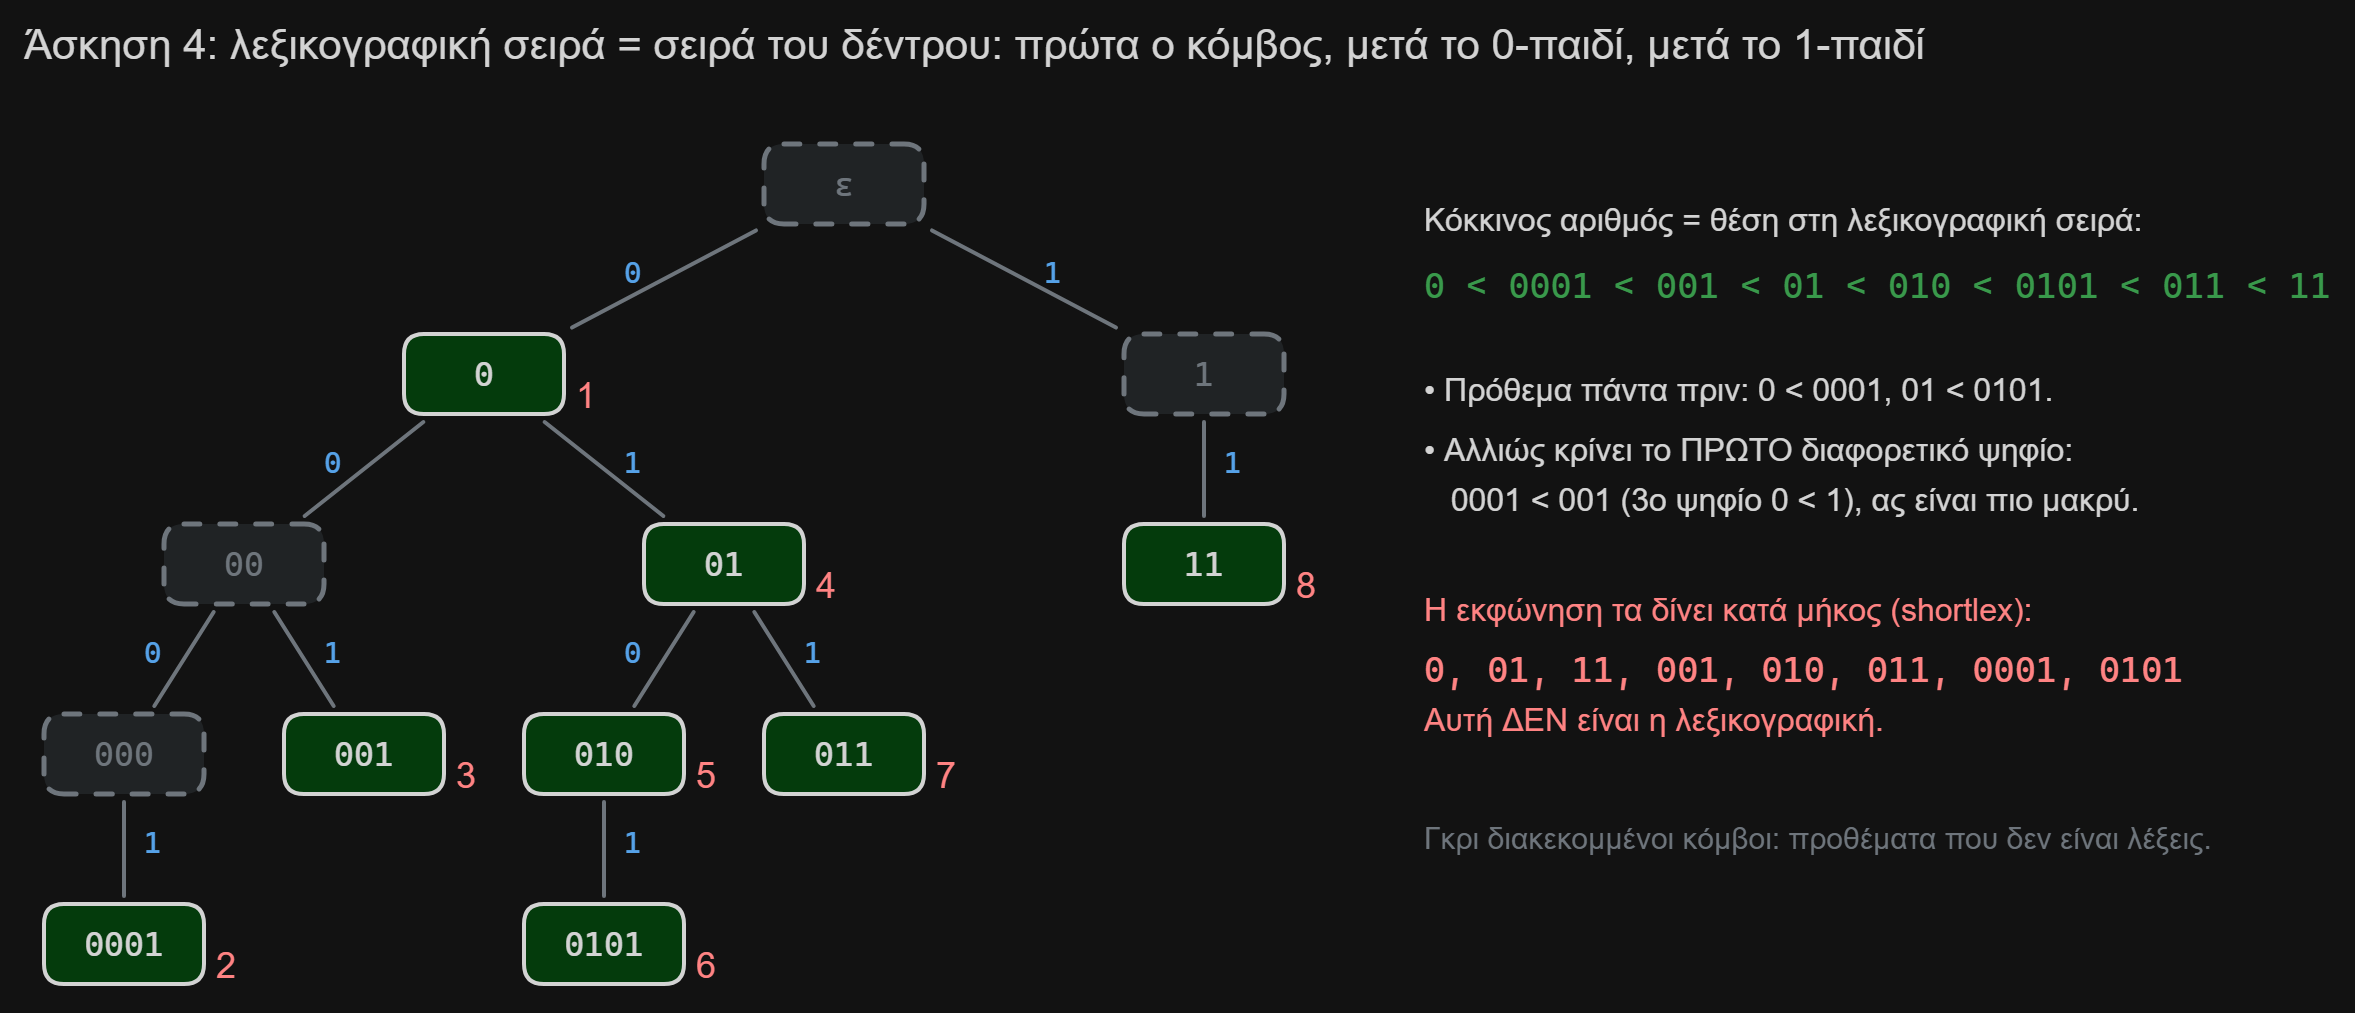 Άσκηση 4: λεξικογραφική σειρά = σειρά του δέντρου: πρώτα ο κόμβος, μετά το 0-παιδί, μετά το 1-παιδί
ε
0
1
0
1
1
0
1
1
00
01
4
11
8
0
1
0
1
000
001
3
010
5
011
7
1
1
0001
2
0101
6
Κόκκινος αριθμός = θέση στη λεξικογραφική σειρά:
0 < 0001 < 001 < 01 < 010 < 0101 < 011 < 11
• Πρόθεμα πάντα πριν: 0 < 0001, 01 < 0101.
• Αλλιώς κρίνει το ΠΡΩΤΟ διαφορετικό ψηφίο:
0001 < 001 (3ο ψηφίο 0 < 1), ας είναι πιο μακρύ.
Η εκφώνηση τα δίνει κατά μήκος (shortlex):
0, 01, 11, 001, 010, 011, 0001, 0101
Αυτή ΔΕΝ είναι η λεξικογραφική.
Γκρι διακεκομμένοι κόμβοι: προθέματα που δεν είναι λέξεις.